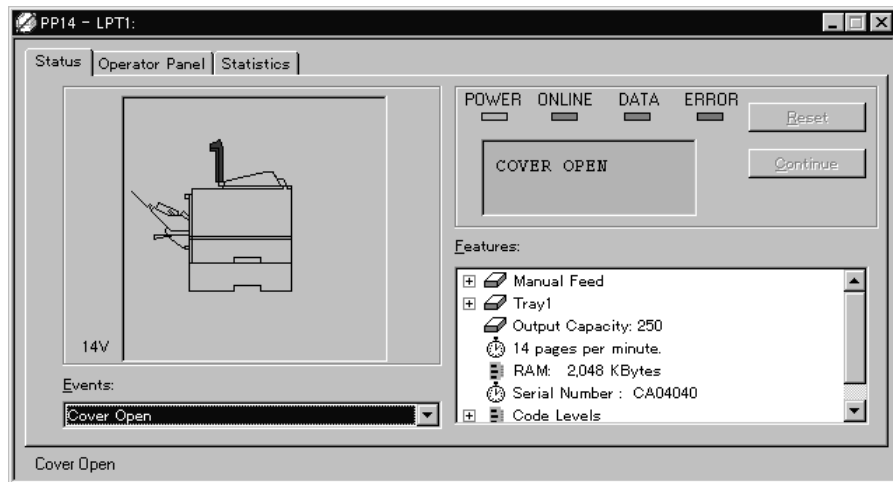 PP14 - LPT1:
Status Operator Panel Statistics
14V
Events:
Cover Open
POWER ONLINE DATA ERROR
COVER OPEN
Reset
Continue
Features:
Manual Feed
Tray1
Output Capacity: 250
14 pages per minute.
RAM: 2,048 KBytes
Serial Number : CA04040
Code Levels
Cover Open